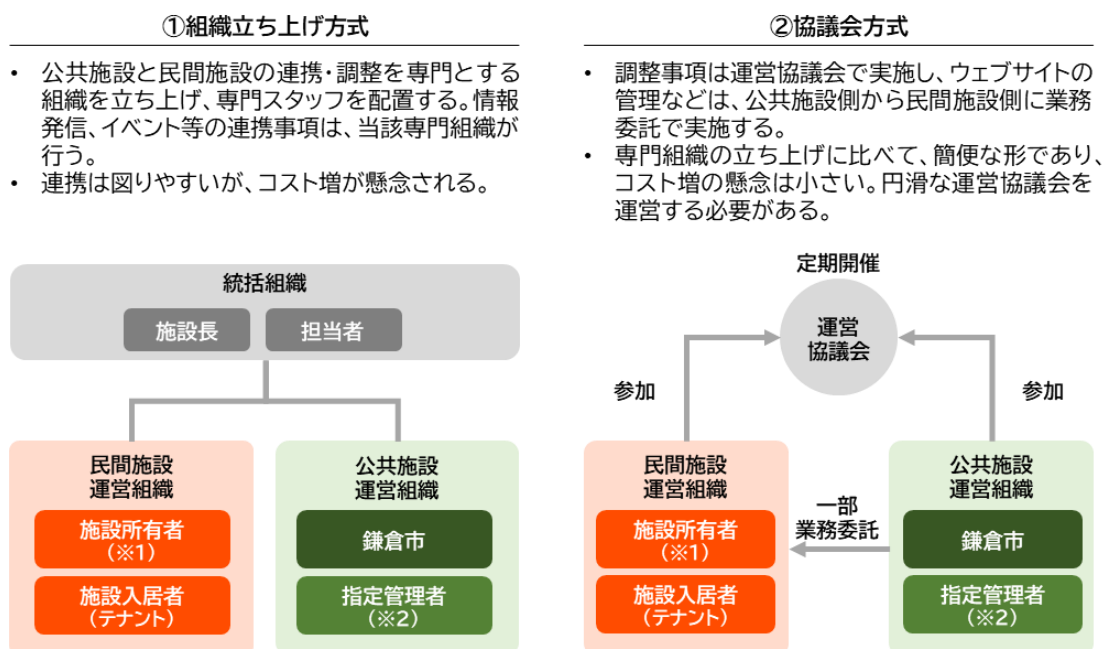 ①組織立ち上げ方式
• 公共施設と民間施設の連携・調整を専門とする
組織を立ち上げ、専門スタッフを配置する。情報
発信、イベント等の連携事項は、当該専門組織が
行う。
• 連携は図りやすいが、コスト増が懸念される。
統括組織
施設長
担当者
民間施設
運営組織
施設所有者
(※1)
施設入居者
(テナント)
公共施設
運営組織
鎌倉市
指定管理者
(※2)
②協議会方式
• 調整事項は運営協議会で実施し、ウェブサイトの
管理などは、公共施設側から民間施設側に業務
委託で実施する。
• 専門組織の立ち上げに比べて、簡便な形であり、
コスト増の懸念は小さい。円滑な運営協議会を
運営する必要がある。
定期開催
運営
協議会
参加
参加
民間施設
運営組織
施設所有者
(※1)
施設入居者
(テナント)
一部
業務委託
公共施設
運営組織
鎌倉市
指定管理者
(※2)